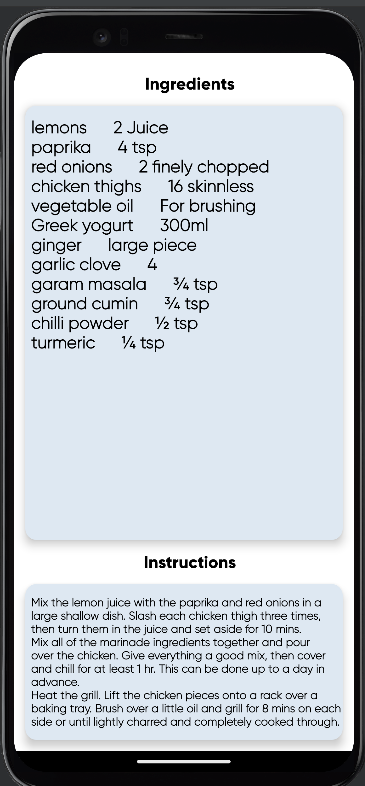 Ingredients
lemons 2 Juice
paprika 4 tsp
red onions 2 finely chopped
chicken thighs 16 skinnless
vegetable oil For brushing
Greek yogurt 300ml
ginger large piece
garlic clove 4
garam masala ¾ tsp
ground cumin ¾ tsp
chilli powder ½ tsp
turmeric ¼ tsp
Instructions
Mix the lemon juice with the paprika and red onions in a
large shallow dish. Slash each chicken thigh three times,
then turn them in the juice and set aside for 10 mins.
Mix all of the marinade ingredients together and pour
over the chicken. Give everything a good mix, then cover
and chill for at least 1 hr. This can be done up to a day in
advance.
Heat the grill. Lift the chicken pieces onto a rack over a
baking tray. Brush over a little oil and grill for 8 mins on each
side or until lightly charred and completely cooked through.